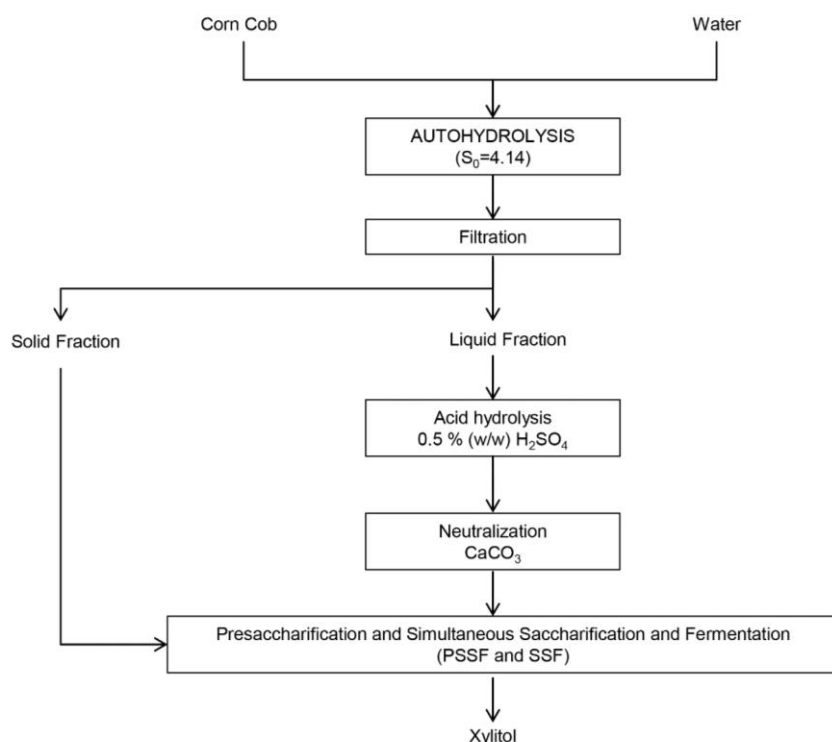 Corn Cob
Water
AUTOHYDROLYSIS
(S₀=4.14)
Filtration
Solid Fraction
Liquid Fraction
Acid hydrolysis
0.5 % (w/w) H₂SO₄
Neutralization
CaCO₃
Presaccharification and Simultaneous Saccharification and Fermentation
(PSSF and SSF)
Xylitol